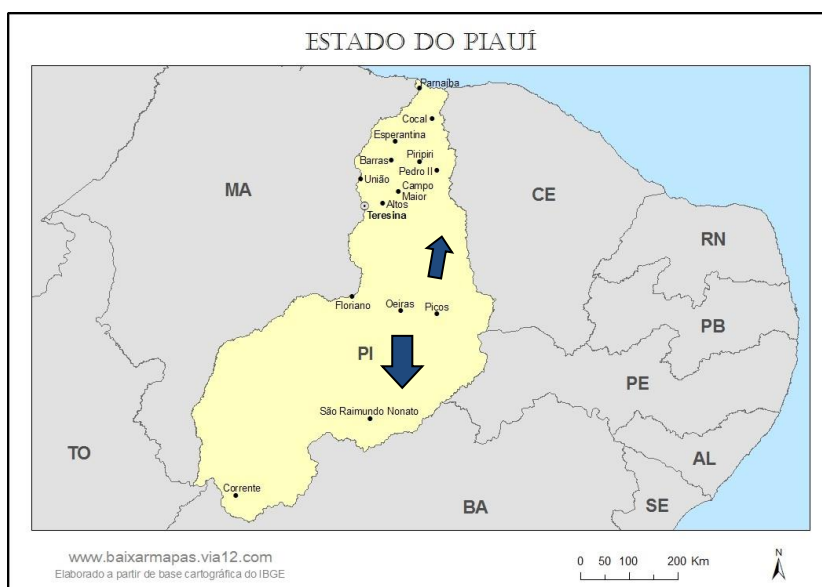 ESTADO DO PIAUÍ
Parnaíba
Cocal
Esperantina
Barras
Piripiri
Pedro II
União
Campo
Maior
Altos
Teresina
MA
CE
RN
PB
PE
AL
SE
BA
TO
PI
Floriano
Oeiras
Picos
São Raimundo Nonato
Corrente
www.baixarmapas.via12.com
Elaborado a partir de base cartográfica do IBGE
0 50 100 200 Km
N